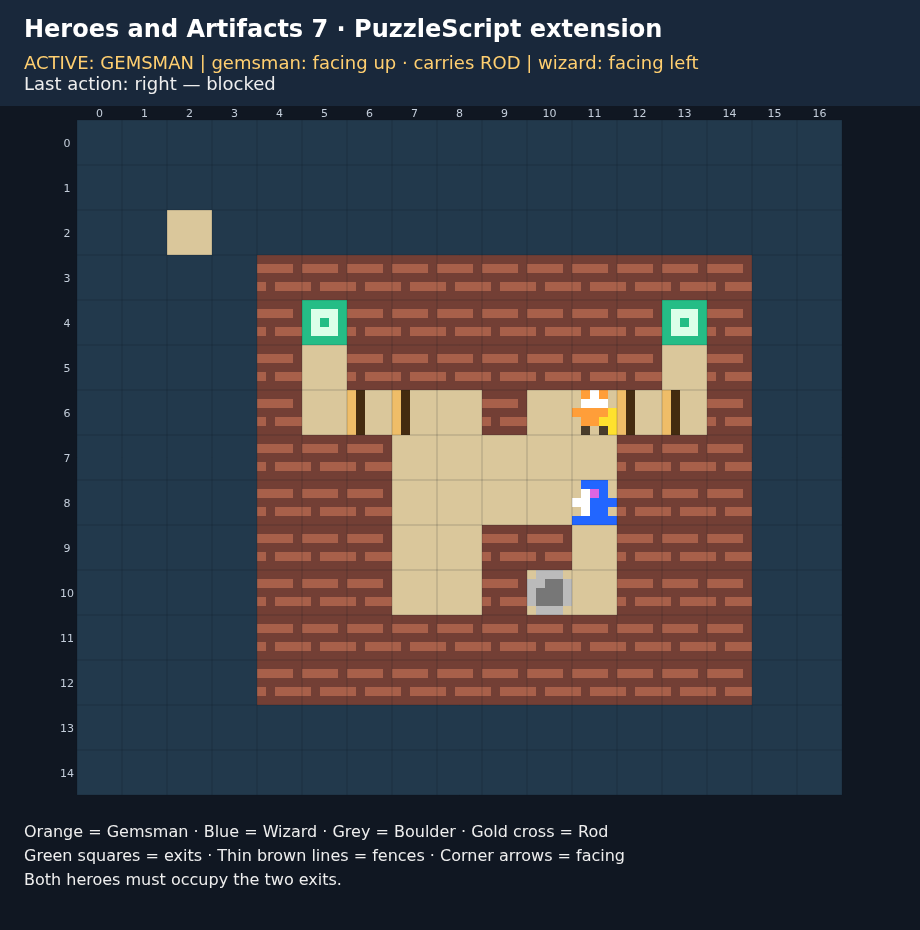 Heroes and Artifacts 7 · PuzzleScript extension
ACTIVE: GEMSMAN | gemsman: facing up · carries ROD | wizard: facing left
Last action: right — blocked
0 1 2 3 4 5 6 7 8 9 10 11 12 13 14 15 16
0
1
2
3
4
5
6
7
8
9
10
11
12
13
14
Orange = Gemsman · Blue = Wizard · Grey = Boulder · Gold cross = Rod
Green squares = exits · Thin brown lines = fences · Corner arrows = facing
Both heroes must occupy the two exits.